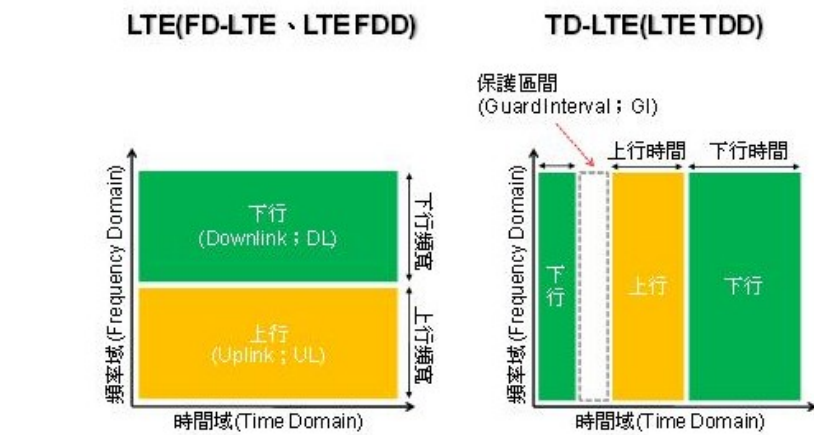 LTE(FD-LTE、LTE FDD)
下行
(Downlink；DL)
上行
(Uplink；UL)
下行頻寬
上行頻寬
頻率域(Frequency Domain)
時間域(Time Domain)
TD-LTE(LTE TDD)
保護區間
(Guard Interval；GI)
上行時間
下行時間
下行
上行
下行
頻率域(Frequency Domain)
時間域(Time Domain)